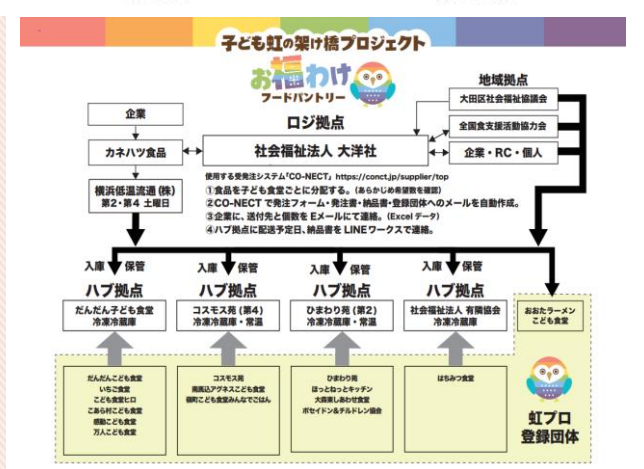 子ども虹の架け橋プロジェクト
お福わけ
フードパントリー
ロジ拠点
地域拠点
企業
カネハツ食品
横浜低温流通(株)
第2・第4 土曜日
社会福祉法人 大洋社
大田区社会福祉協議会
全国食支援活動協力会
企業・RC・個人
使用する受発注システム「CO-NECT」 https://conct.jp/supplier/top
①食品を子ども食堂ごとに分配する。(あらかじめ希望数を確認)
②CO-NECTで発注フォーム・発注書・納品書・登録団体へのメールを自動作成。
③企業に、送付先と個数をEメールにて連絡。(Excelデータ)
④ハブ拠点に配送予定日、納品書をLINEワークスで連絡。
入庫 保管
ハブ拠点
だんだん子ども食堂
冷凍冷蔵庫
入庫 保管
ハブ拠点
コスモス苑(第4)
冷凍冷蔵庫・常温
入庫 保管
ハブ拠点
ひまわり苑(第2)
冷凍冷蔵庫・常温
入庫 保管
ハブ拠点
社会福祉法人 有隣協会
冷凍冷蔵庫
おおたラーメン
こども食堂
だんだんこども食堂
いちご食堂
こども食堂ヒロ
こあら村こども食堂
感動こども食堂
万人こども食堂
コスモス苑
南馬込アグネスこども食堂
嶺町こども食堂みんなでごはん
ひまわり苑
ほっとねっとキッチン
大森東しあわせ食堂
ポセイドン&チルドレン協会
はちみつ食堂
虹プロ
登録団体